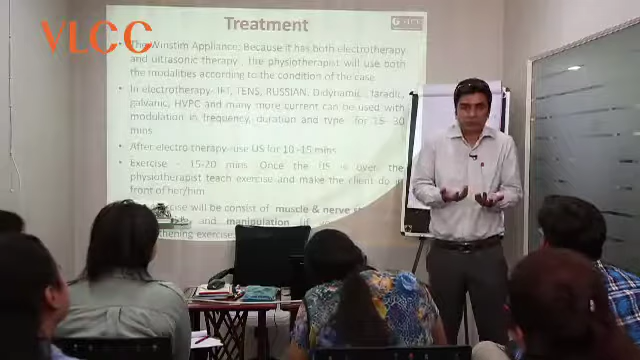 VLCC
Treatment
VLCC
• The Winstim Appliance: Because it has both electrotherapy
and ultrasonic therapy , the physiotherapist will use both
the modalities according to the condition of the case.
• In electrotherapy- IFT, TENS, RUSSIAN, Didynamic , faradic,
galvanic, HVPC and many more current can be used with
modulation in frequency, duration and type for 15- 30
mins
• After electro therapy- use US for 10 -15 mins
• Exercise - 15-20 mins Once the US is over, the
physiotherapist teach exercise and make the client do in
front of her/him
will be consist of muscle & nerve
and manipulation
exercise